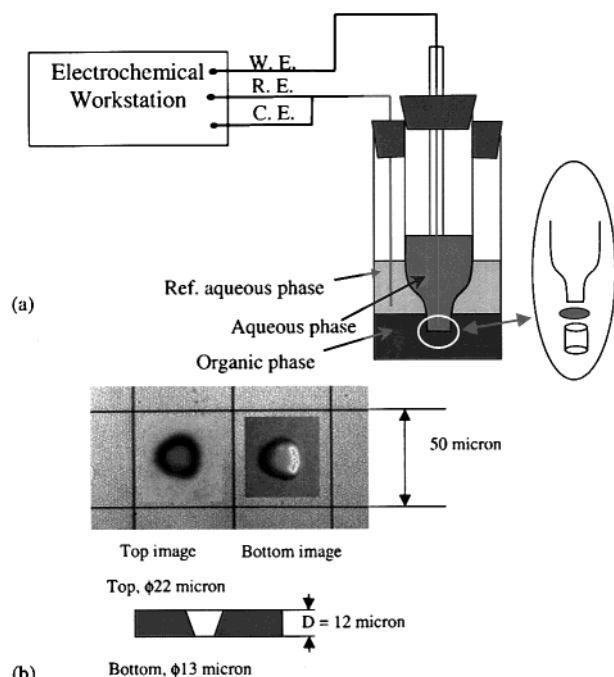 Electrochemical
Workstation
W. E.
R. E.
C. E.
Ref. aqueous phase
(a)
Aqueous phase
Organic phase
50 micron
Top image
Bottom image
Top, ϕ22 micron
D = 12 micron
(b)
Bottom, ϕ13 micron